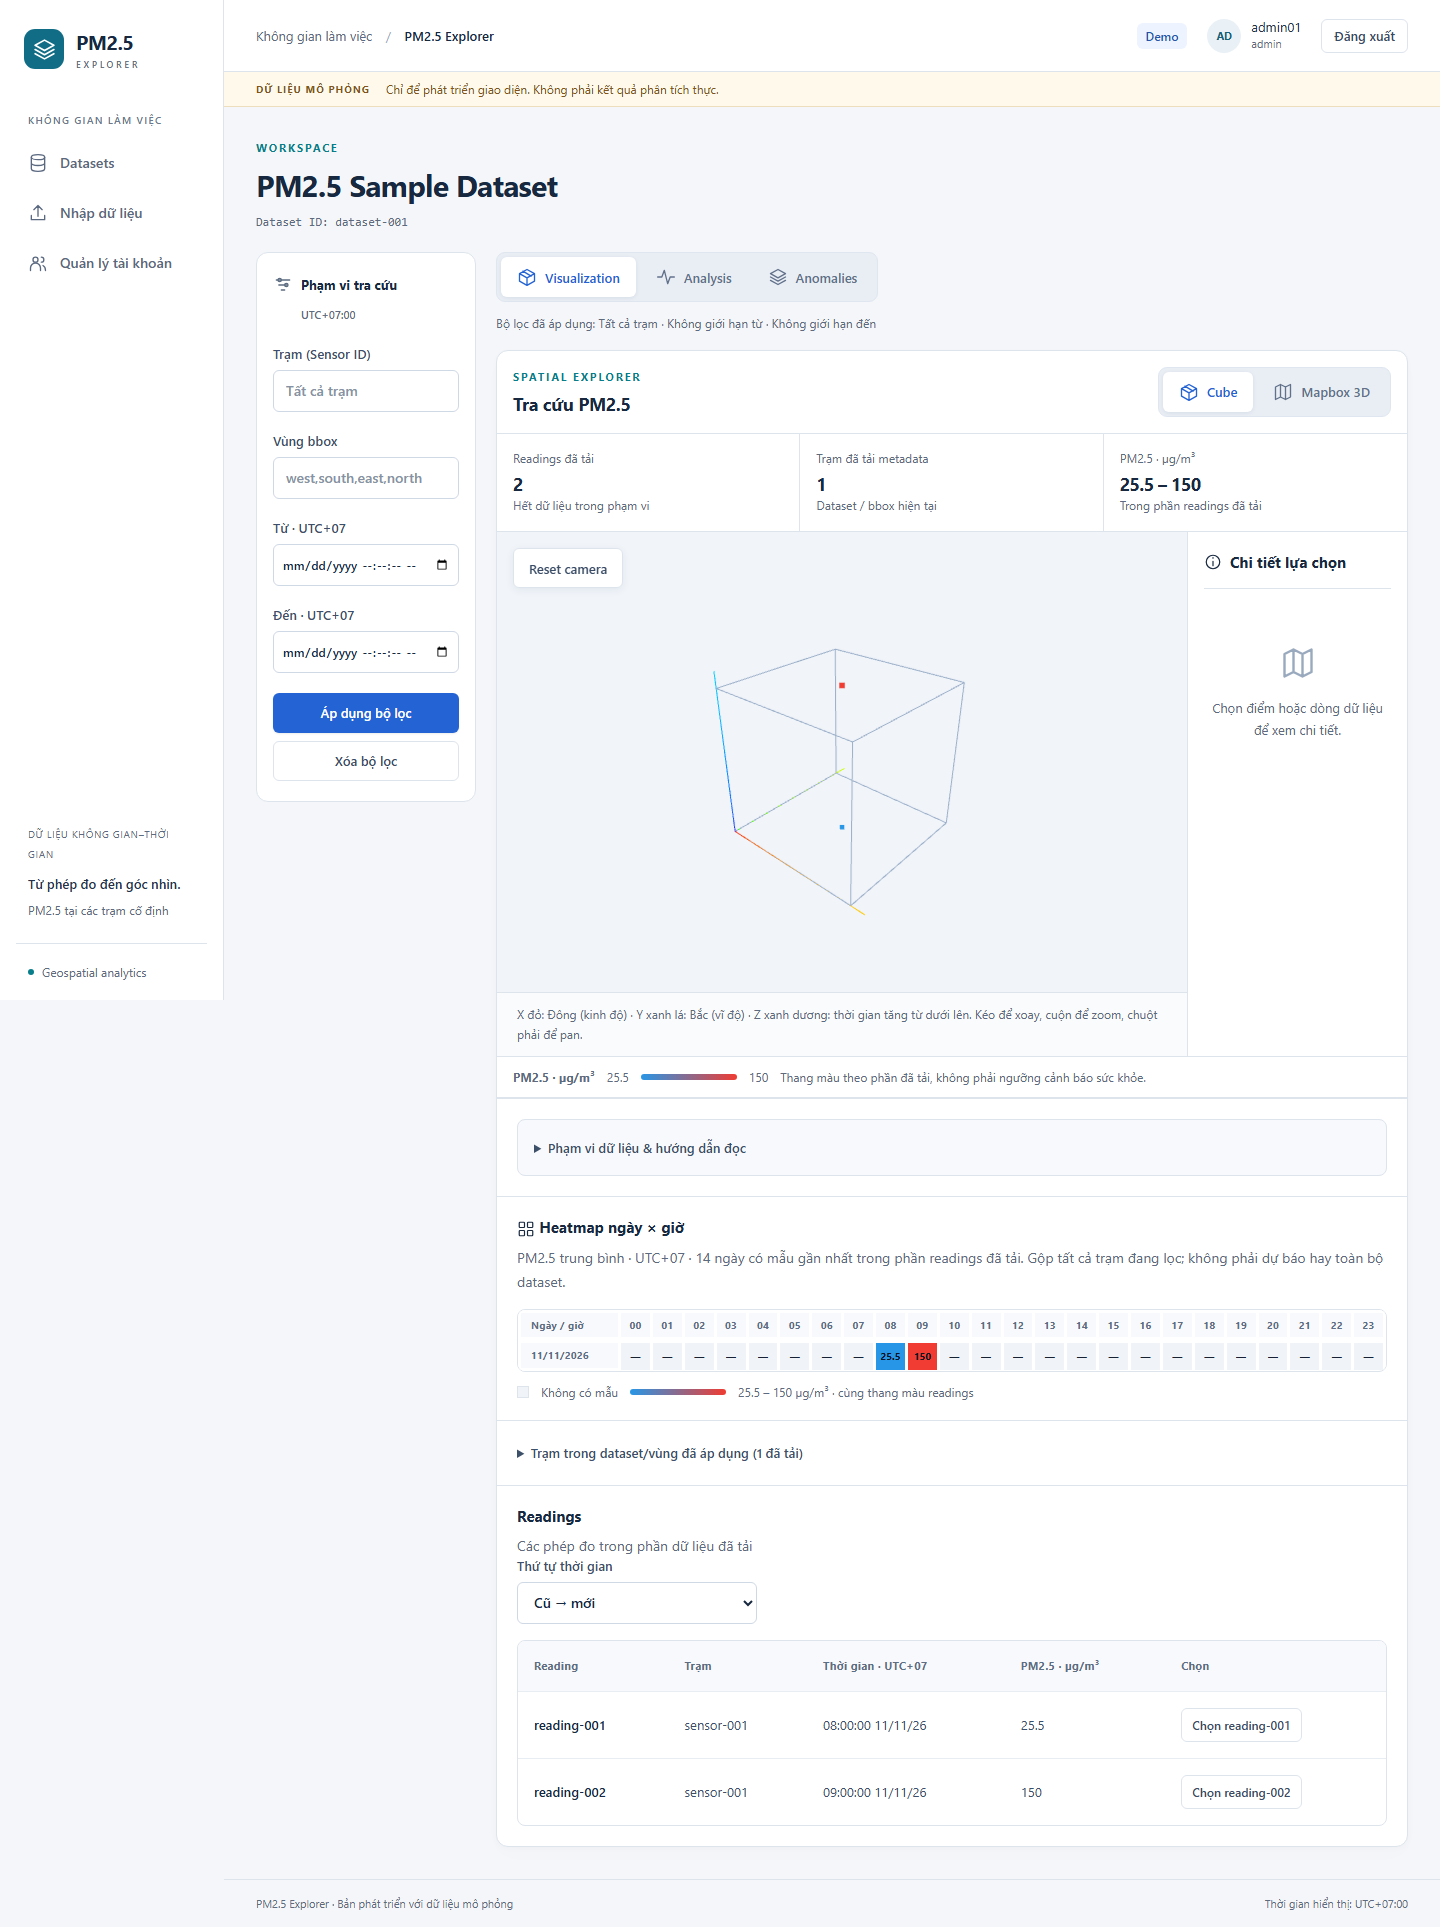 PM2.5
EXPLORER
KHÔNG GIAN LÀM VIỆC
Datasets
Nhập dữ liệu
Quản lý tài khoản
DỮ LIỆU KHÔNG GIAN–THỜI
GIAN
Từ phép đo đến góc nhìn.
PM2.5 tại các trạm cố định
Geospatial analytics
Không gian làm việc / PM2.5 Explorer
Demo
AD
admin01
admin
Đăng xuất
DỮ LIỆU MÔ PHỎNG Chỉ để phát triển giao diện. Không phải kết quả phân tích thực.
WORKSPACE
PM2.5 Sample Dataset
Dataset ID: dataset-001
Phạm vi tra cứu
UTC+07:00
Trạm (Sensor ID)
Tất cả trạm
Vùng bbox
west,south,east,north
Từ · UTC+07
mm/dd/yyyy --:--:-- --
Đến · UTC+07
mm/dd/yyyy --:--:-- --
Áp dụng bộ lọc
Xóa bộ lọc
Visualization Analysis Anomalies
Bộ lọc đã áp dụng: Tất cả trạm · Không giới hạn từ · Không giới hạn đến
SPATIAL EXPLORER
Tra cứu PM2.5
Cube Mapbox 3D
Readings đã tải
2
Hết dữ liệu trong phạm vi
Trạm đã tải metadata
1
Dataset / bbox hiện tại
PM2.5 · µg/m³
25.5 – 150
Trong phần readings đã tải
Reset camera
Chi tiết lựa chọn
Chọn điểm hoặc dòng dữ liệu
để xem chi tiết.
X đỏ: Đông (kinh độ) · Y xanh lá: Bắc (vĩ độ) · Z xanh dương: thời gian tăng từ dưới lên. Kéo để xoay, cuộn để zoom, chuột
phải để pan.
PM2.5 · µg/m³ 25.5 150 Thang màu theo phần đã tải, không phải ngưỡng cảnh báo sức khỏe.
Phạm vi dữ liệu & hướng dẫn đọc
Heatmap ngày × giờ
PM2.5 trung bình · UTC+07 · 14 ngày có mẫu gần nhất trong phần readings đã tải. Gộp tất cả trạm đang lọc; không phải dự báo hay toàn bộ
dataset.
Ngày / giờ 00 01 02 03 04 05 06 07 08 09 10 11 12 13 14 15 16 17 18 19 20 21 22 23
11/11/2026 — — — — — — — — 25.5 150 — — — — — — — — — — — — — —
Không có mẫu 25.5 – 150 µg/m³ · cùng thang màu readings
Trạm trong dataset/vùng đã áp dụng (1 đã tải)
Readings
Các phép đo trong phần dữ liệu đã tải
Thứ tự thời gian
Cũ → mới
Reading Trạm Thời gian · UTC+07 PM2.5 · µg/m³ Chọn
reading-001 sensor-001 08:00:00 11/11/26 25.5 Chọn reading-001
reading-002 sensor-001 09:00:00 11/11/26 150 Chọn reading-002
PM2.5 Explorer · Bản phát triển với dữ liệu mô phỏng
Thời gian hiển thị: UTC+07:00